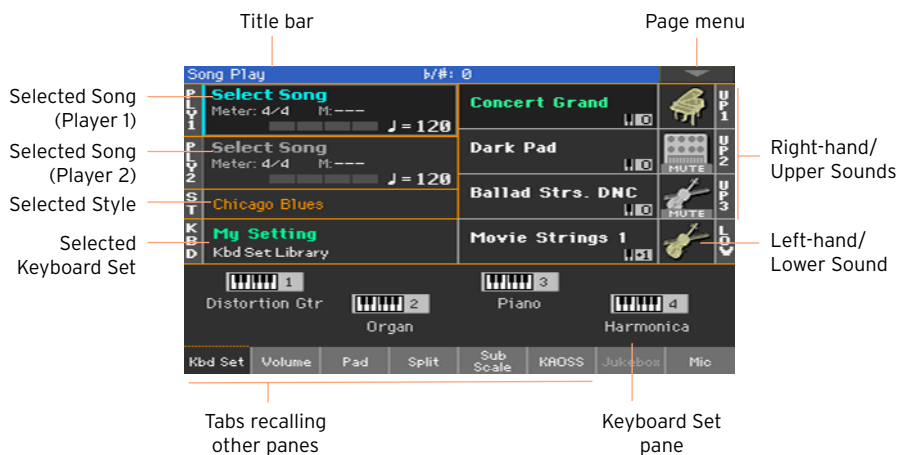 Title bar
Page menu
Song Play
♭/#: 0
Selected Song
(Player 1)
PLY1
Select Song
Meter: 4/4 M:---
♩= 120
Concert Grand
0
UP1
Selected Song
(Player 2)
PLY2
Select Song
Meter: 4/4 M:---
♩= 120
Dark Pad
0
MUTE
UP2
Right-hand/
Upper Sounds
Selected Style
ST
Chicago Blues
Ballad Strs. DNC
0
MUTE
UP3
Selected
Keyboard Set
KBD
My Setting
Kbd Set Library
Movie Strings 1
+1
LOW
Left-hand/
Lower Sound
1
Distortion Gtr
2
Organ
3
Piano
4
Harmonica
Kbd Set
Volume
Pad
Split
Sub
Scale
KAOSS
Jukebox
Mic
Tabs recalling
other panes
Keyboard Set
pane